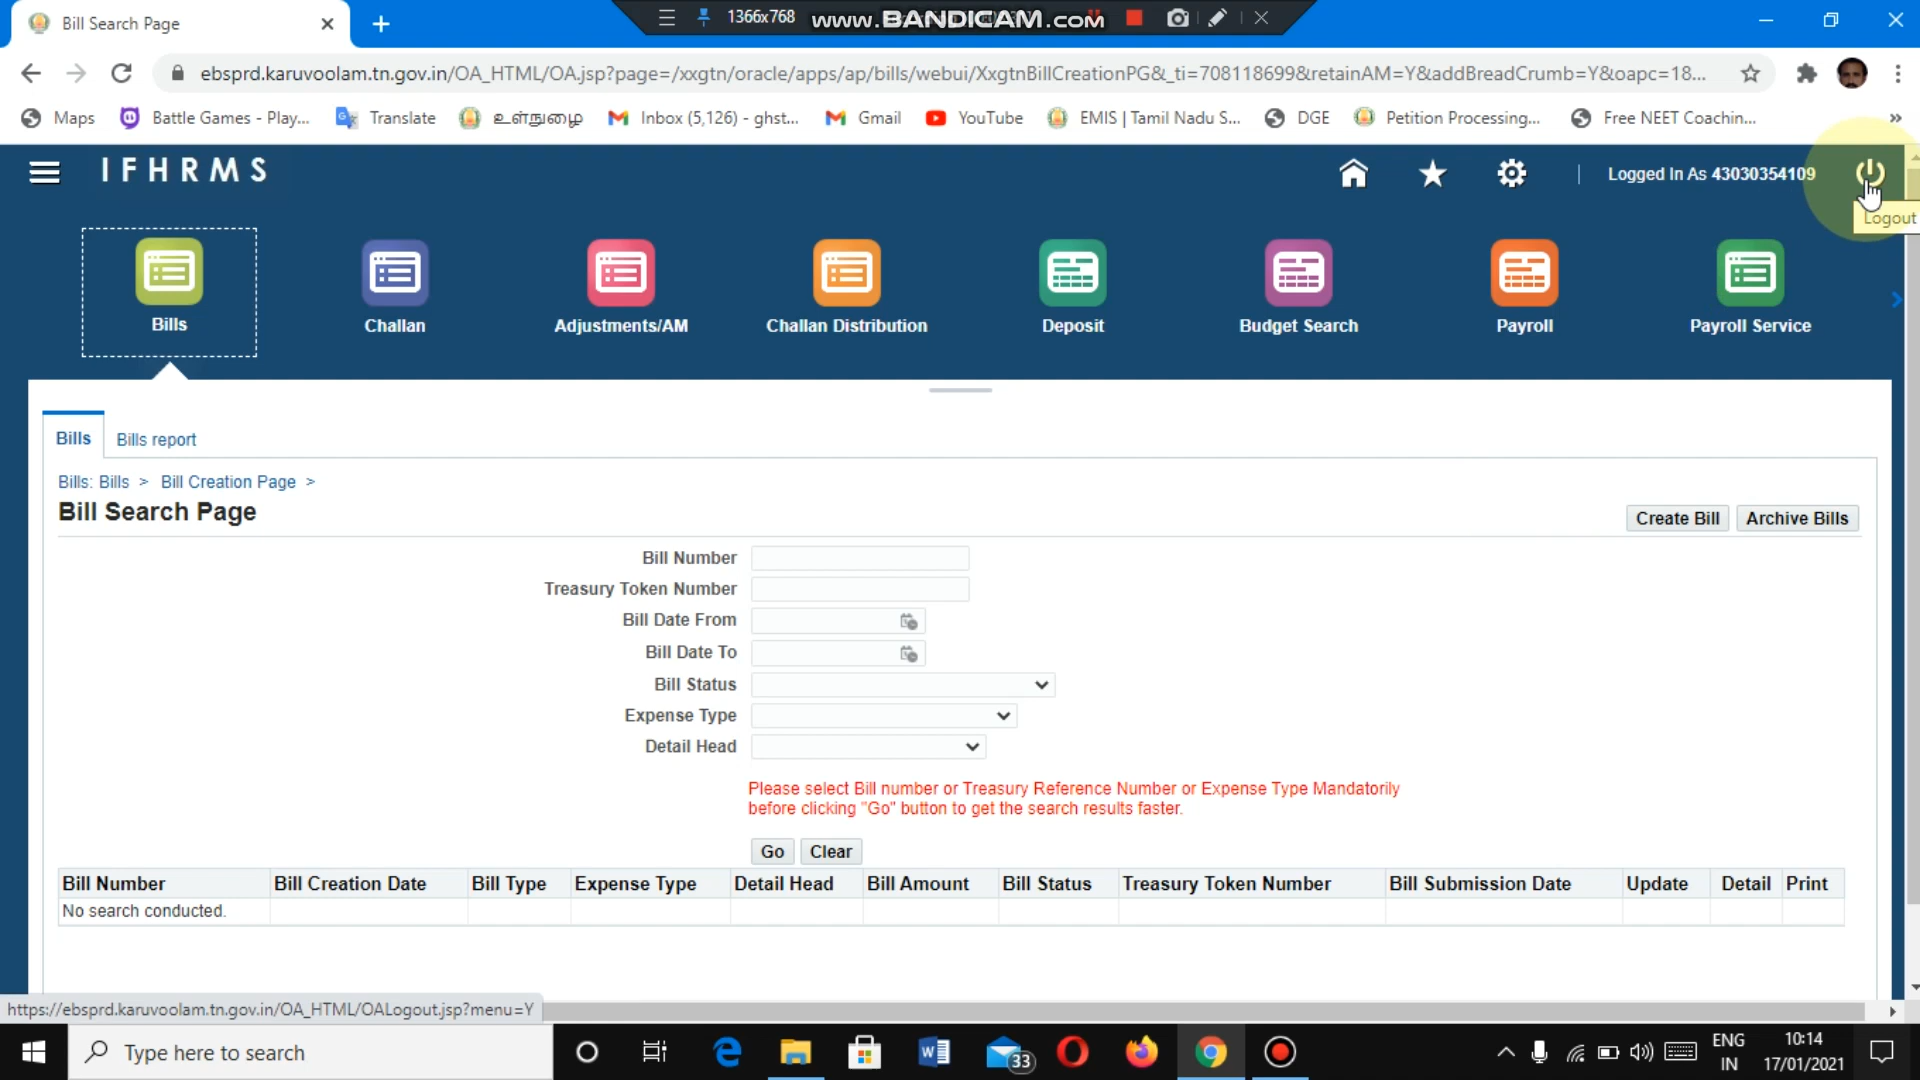 Bill Search Page
1366x768
www.BANDICAM.com
ebsprd.karuvoolam.tn.gov.in/OA_HTML/OA.jsp?page=/xxgtn/oracle/apps/ap/bills/webui/XxgtnBillCreationPG&_ti=708118699&retainAM=Y&addBreadCrumb=Y&oapc=18...
Maps Battle Games - Play... Translate உள்நுழை Inbox (5,126) - ghst... Gmail YouTube EMIS | Tamil Nadu S... DGE Petition Processing... Free NEET Coachin... »
IFHRMS
Logged In As 43030354109
Logout
Bills Challan Adjustments/AM Challan Distribution Deposit Budget Search Payroll Payroll Service
Bills Bills report
Bills: Bills > Bill Creation Page >
Bill Search Page
Create Bill Archive Bills
Bill Number
Treasury Token Number
Bill Date From
Bill Date To
Bill Status
Expense Type
Detail Head
Please select Bill number or Treasury Reference Number or Expense Type Mandatorily
before clicking "Go" button to get the search results faster.
Go Clear
Bill Number Bill Creation Date Bill Type Expense Type Detail Head Bill Amount Bill Status Treasury Token Number Bill Submission Date Update Detail Print
No search conducted.
https://ebsprd.karuvoolam.tn.gov.in/OA_HTML/OALogout.jsp?menu=Y
Type here to search
33
ENG
IN
10:14
17/01/2021